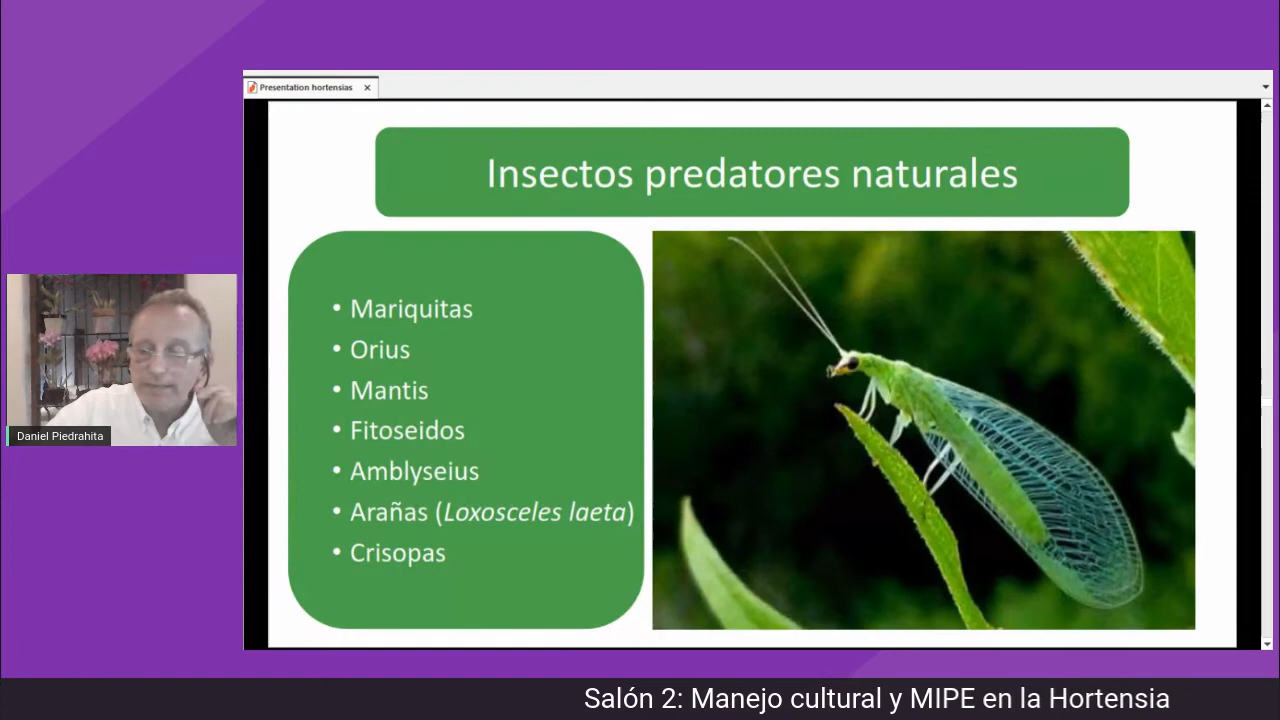 Presentation hortensias
Insectos predatores naturales
• Mariquitas
• Orius
• Mantis
• Fitoseidos
• Amblyseius
• Arañas (Loxosceles laeta)
• Crisopas
Daniel Piedrahita
Salón 2: Manejo cultural y MIPE en la Hortensia